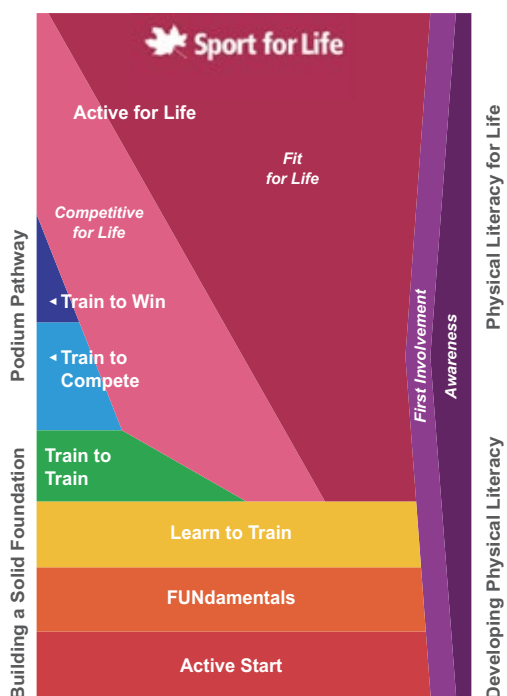 Sport for Life
Active for Life
Fit
for Life
Competitive
for Life
Train to Win
Train to
Compete
Train to
Train
Learn to Train
FUNdamentals
Active Start
First Involvement
Awareness
Podium Pathway
Building a Solid Foundation
Physical Literacy for Life
Developing Physical Literacy